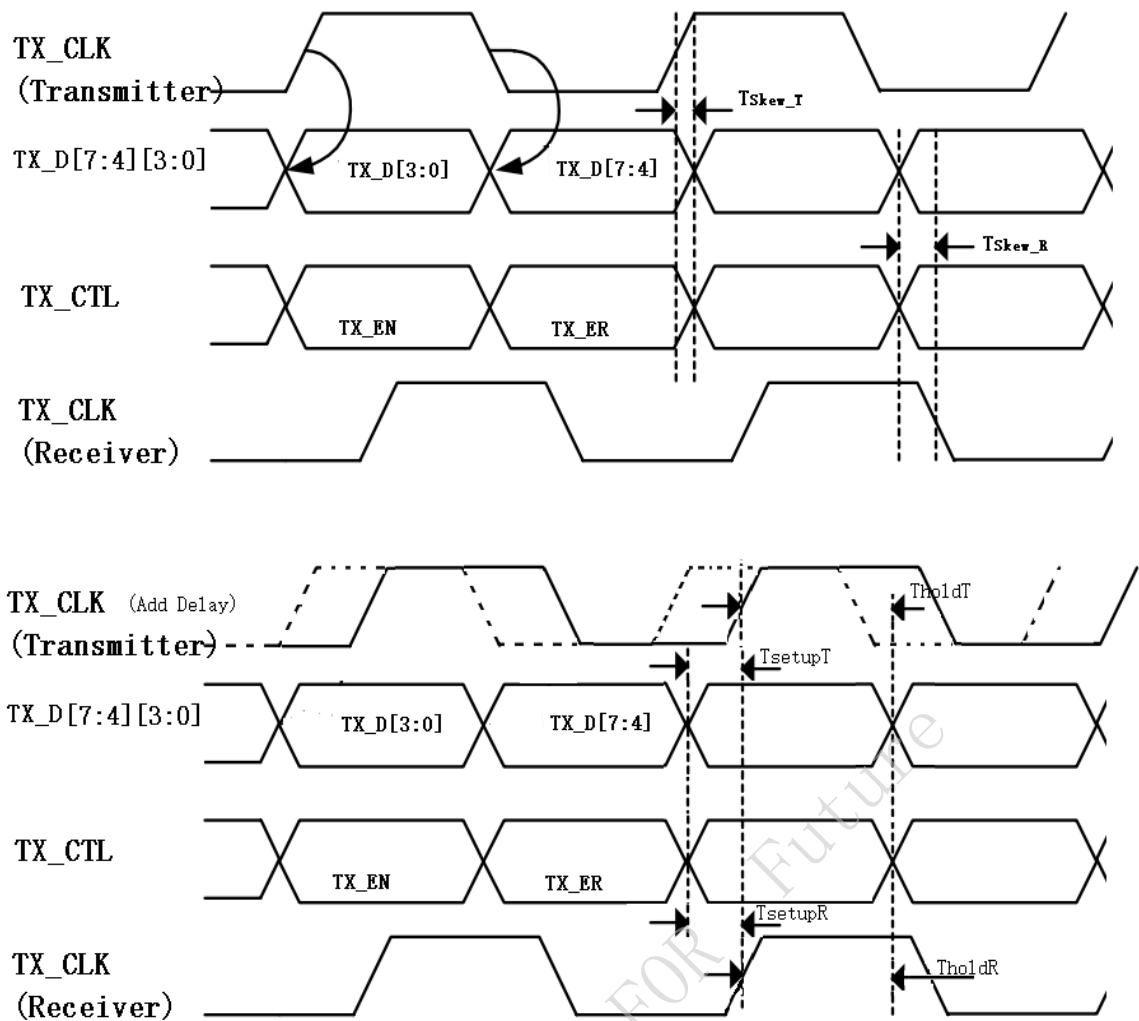 TX_CLK
(Transmitter)
Tskew_T
TX_D[7:4][3:0]
TX_D[3:0]
TX_D[7:4]
Tskew_R
TX_CTL
TX_EN
TX_ER
TX_CLK
(Receiver)
TX_CLK (Add Delay)
(Transmitter)
TholdT
TsetupT
TX_D[7:4][3:0]
TX_D[3:0]
TX_D[7:4]
TX_CTL
TX_EN
TX_ER
TsetupR
TX_CLK
(Receiver)
TholdR
FOR Future